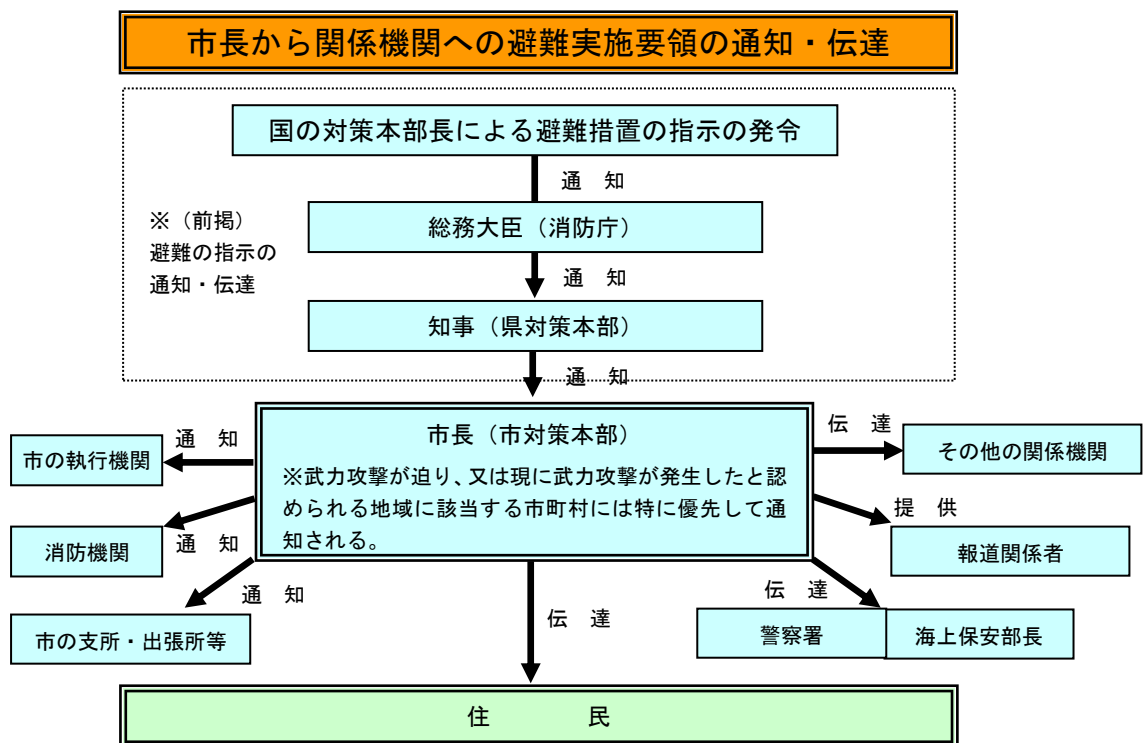 市長から関係機関への避難実施要領の通知・伝達
国の対策本部長による避難措置の指示の発令
通 知
※（前掲）
避難の指示の
通知・伝達
総務大臣（消防庁）
通 知
知事（県対策本部）
通 知
市長（市対策本部）
※武力攻撃が迫り、又は現に武力攻撃が発生したと認
められる地域に該当する市町村には特に優先して通
知される。
通 知
市の執行機関
通 知
消防機関
通 知
市の支所・出張所等
伝 達
その他の関係機関
提 供
報道関係者
伝 達
警察署
海上保安部長
伝 達
住 民